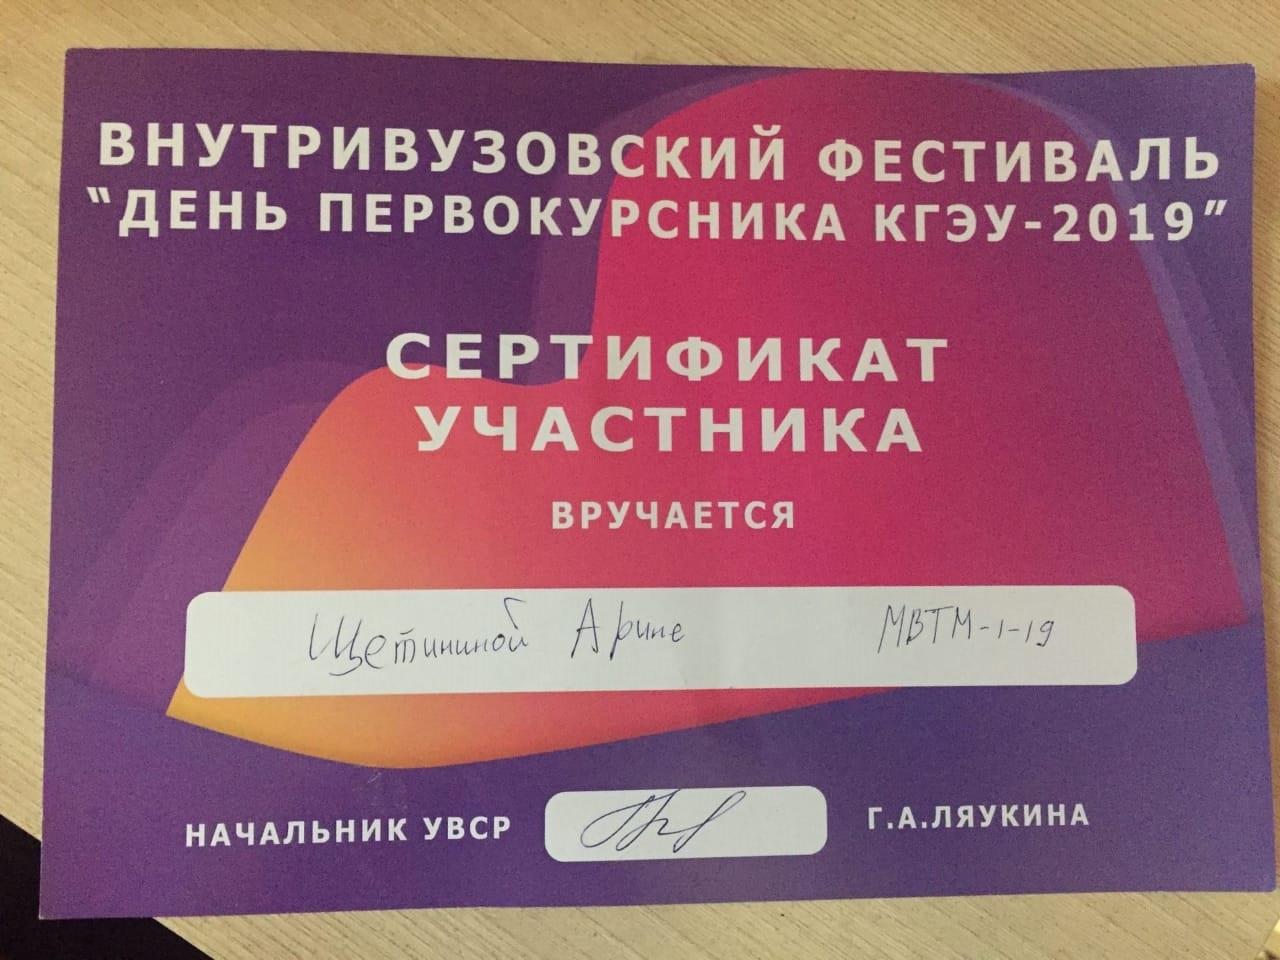 ВНУТРИВУЗОВСКИЙ ФЕСТИВАЛЬ
"ДЕНЬ ПЕРВОКУРСНИКА КГЭУ-2019"
СЕРТИФИКАТ
УЧАСТНИКА
ВРУЧАЕТСЯ
Щетининой Арине МВТМ-1-19
НАЧАЛЬНИК УВСР Г.А.ЛЯУКИНА